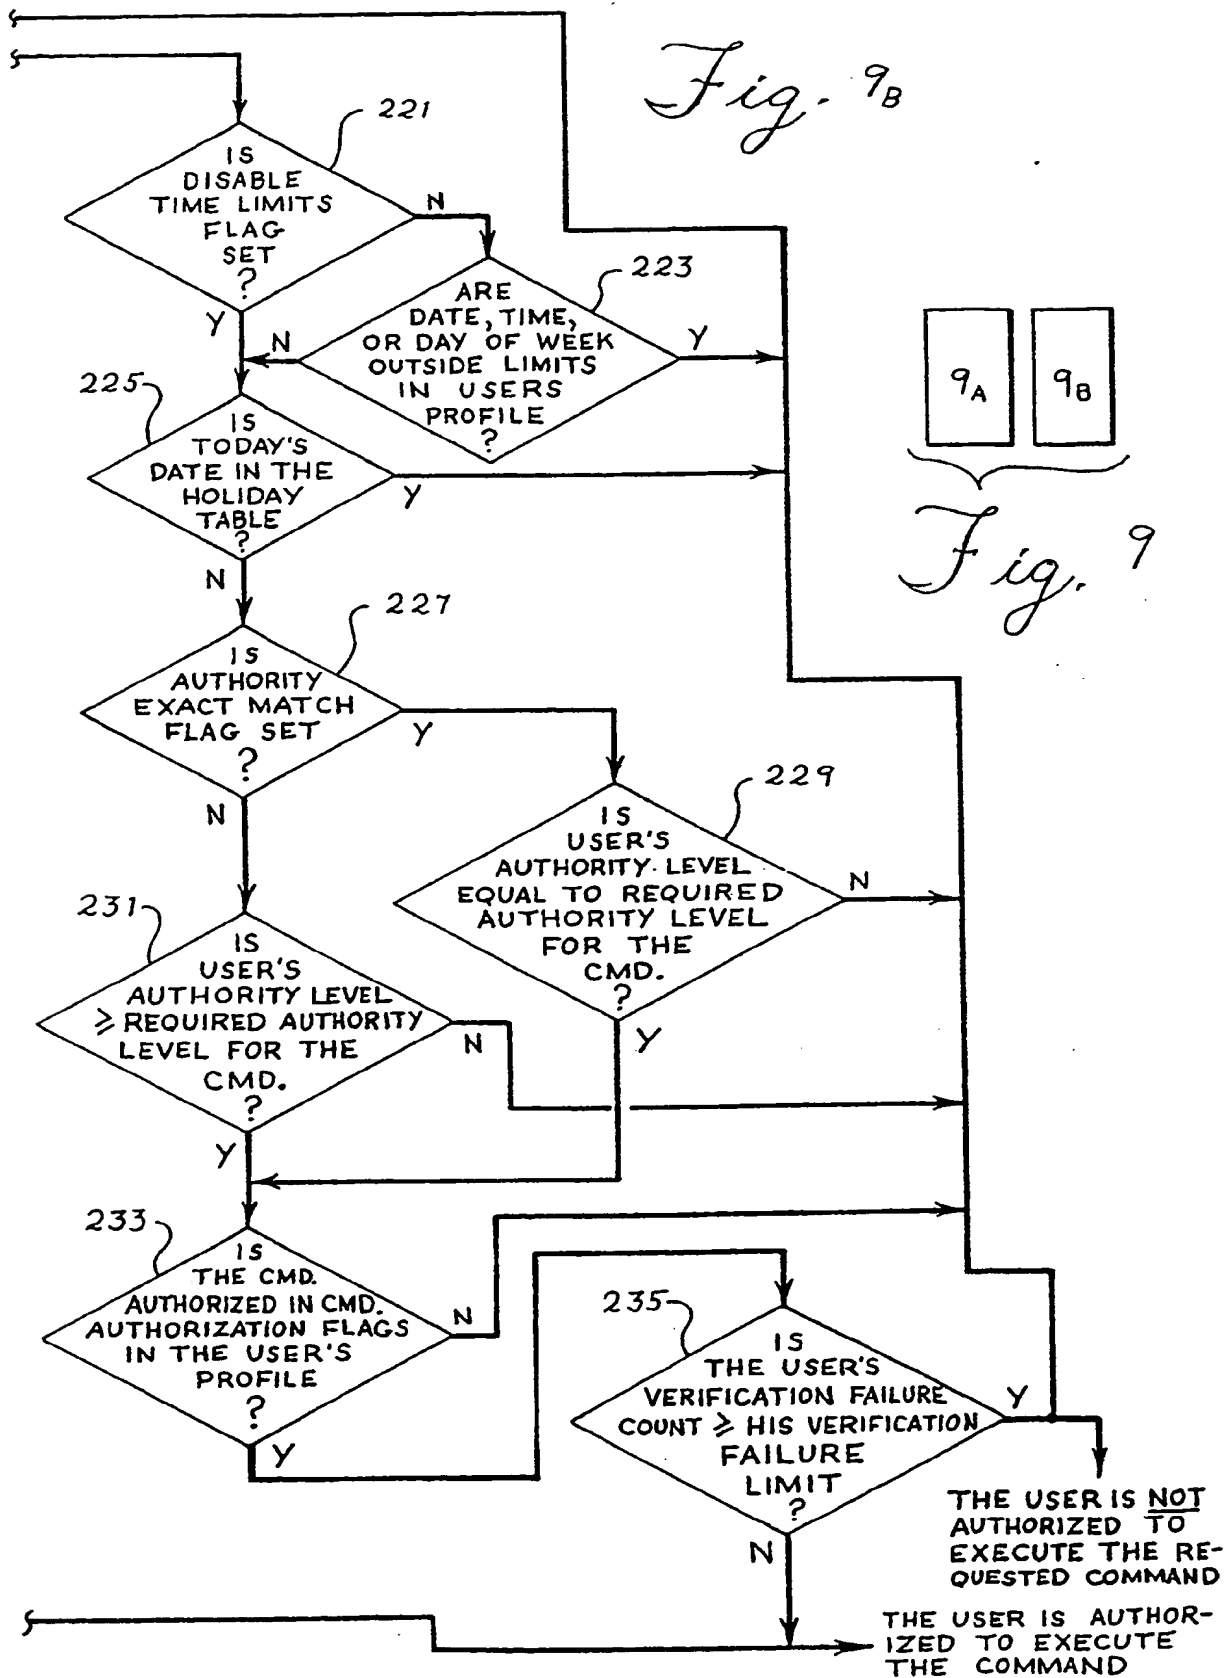 Fig. 9B
221
IS
DISABLE
TIME LIMITS
FLAG
SET
?
N
Y
223
ARE
DATE, TIME,
OR DAY OF WEEK
OUTSIDE LIMITS
IN USERS
PROFILE
?
N
Y
9A
9B
Fig. 9
225
IS
TODAY'S
DATE IN THE
HOLIDAY
TABLE
?
Y
N
227
IS
AUTHORITY
EXACT MATCH
FLAG SET
?
Y
N
229
IS
USER'S
AUTHORITY LEVEL
EQUAL TO REQUIRED
AUTHORITY LEVEL
FOR THE
CMD.
?
N
Y
231
IS
USER'S
AUTHORITY LEVEL
≥ REQUIRED AUTHORITY
LEVEL FOR THE
CMD.
?
N
Y
233
IS
THE CMD.
AUTHORIZED IN CMD.
AUTHORIZATION FLAGS
IN THE USER'S
PROFILE
?
N
Y
235
IS
THE USER'S
VERIFICATION FAILURE
COUNT ≥ HIS VERIFICATION
FAILURE
LIMIT
?
Y
N
THE USER IS NOT
AUTHORIZED TO
EXECUTE THE RE-
QUESTED COMMAND
THE USER IS AUTHOR-
IZED TO EXECUTE
THE COMMAND